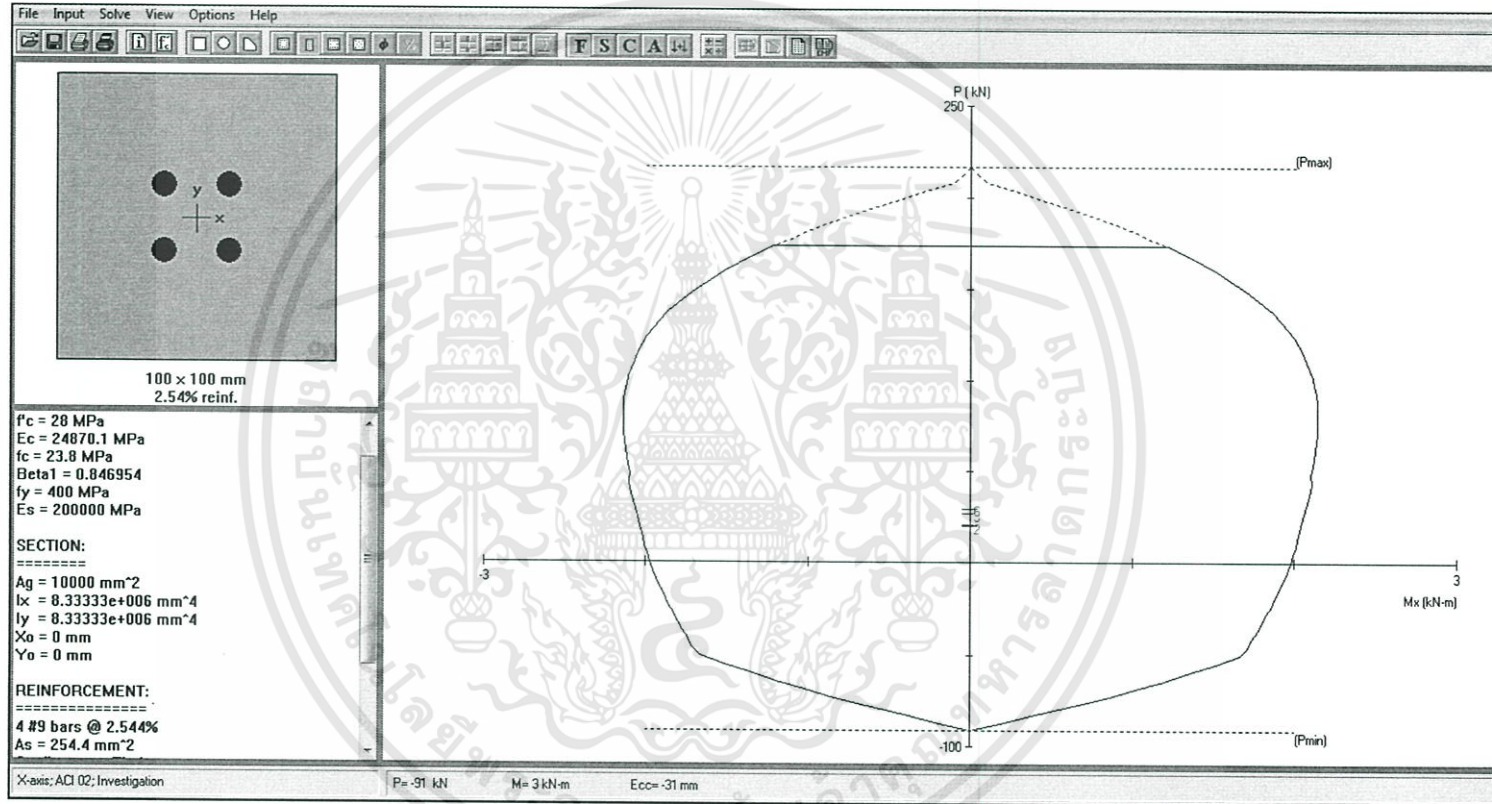 File Input Solve View Options Help
F S C A
y
x
100 x 100 mm
2.54% reinf.
f'c = 28 MPa
Ec = 24870.1 MPa
fc = 23.8 MPa
Beta1 = 0.846954
fy = 400 MPa
Es = 200000 MPa
SECTION:
========
Ag = 10000 mm^2
Ix = 8.33333e+006 mm^4
Iy = 8.33333e+006 mm^4
Xo = 0 mm
Yo = 0 mm
REINFORCEMENT:
===============
4 #9 bars @ 2.544%
As = 254.4 mm^2
X-axis; ACI 02; Investigation
P= -91 kN
M= 3 kN-m
Ecc= -31 mm
P ( kN)
250
(Pmax)
-3
3
Mx (kN-m)
-100
(Pmin)